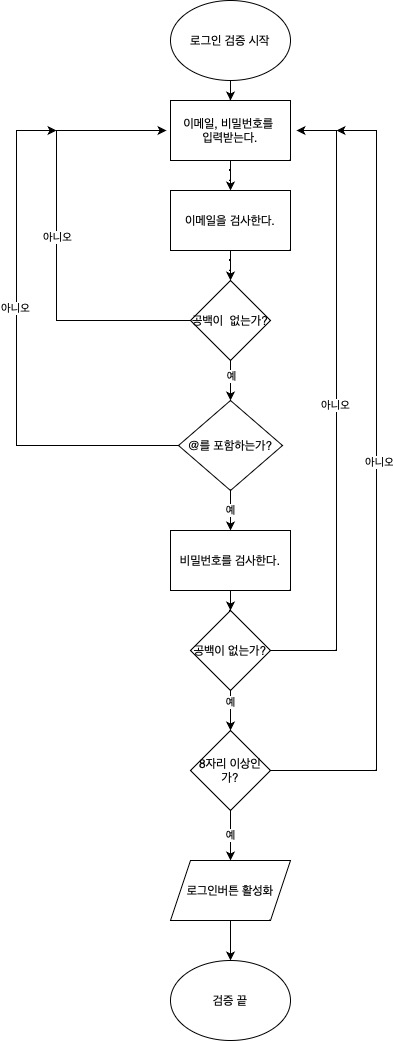 로그인 검증 시작
이메일, 비밀번호를
입력받는다.
이메일을 검사한다.
아니오
공백이 없는가?
아니오
예
@를 포함하는가?
아니오
아니오
예
비밀번호를 검사한다.
공백이 없는가?
예
8자리 이상인
가?
예
로그인버튼 활성화
검증 끝